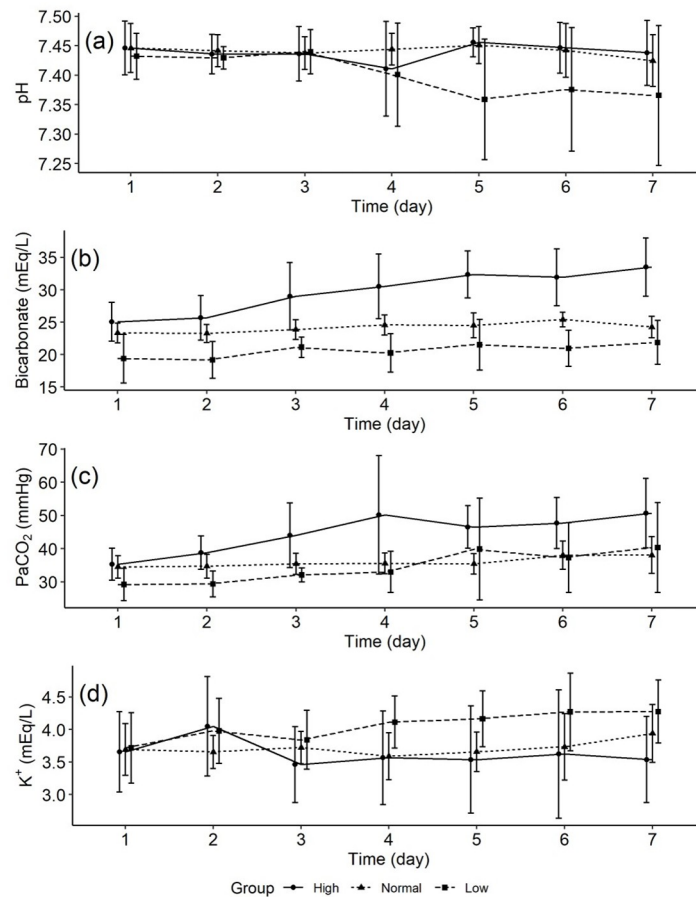 (a)
pH
7.50
7.45
7.40
7.35
7.30
7.25
1 2 3 4 5 6 7
Time (day)
(b)
Bicarbonate (mEq/L)
35
30
25
20
15
1 2 3 4 5 6 7
Time (day)
(c)
PaCO₂ (mmHg)
70
60
50
40
30
1 2 3 4 5 6 7
Time (day)
(d)
K⁺ (mEq/L)
4.5
4.0
3.5
3.0
1 2 3 4 5 6 7
Time (day)
Group High Normal Low